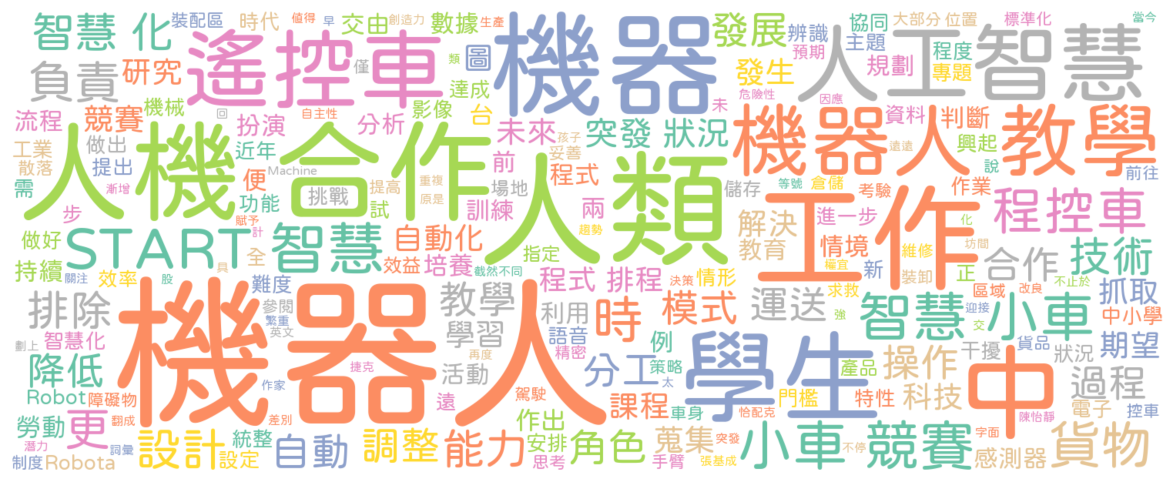 智慧 化
裝配區
時代
交由
值得
早
創造力
數據
生產
機器
發展
辨識
大部分
位置
協同
主題
標準化
當今
負責
研究
遙控車
類
圖
僅
達成
預期
規劃
程度
專題
人工智慧
發生
機械
影像
台
未
危險性
因應
資料
判斷
流程
競賽
回
自主性
扮演
分析
未來
突發 狀況
機器人 教學
興起
工業
做出
近年
前
孩子
妥善
遠遠
說
散落
提出
人機 合作
人類
前往
需
漸增
便
Machine
挑戰
提高
重複
場地
程式
儲存
等號
倉儲
考驗
作業
功能
步
賦予
原是
試
訓練
兩
解決
進一步
工作
化
程控車
做好
START 智慧
計
自動化
趨勢
指定
教育
情境
維修
坊間
持續
關注
全
效益
培養
截然不同
程式 排程
決策
情形
權宜
新
裝卸
正
合作
技術
效率
股
員
難度
求救
改良
不止於
排除
參閱
教學
利用
時
模式
運送
強
智慧 小車
區域
迎接
抓取
中小學
繁重
英文
學習
語音
例
交
貨品
智慧化
劃上
機器人
再度
精密
分工
策略
學生
產品
操作
干擾
狀況
期望
降低
捷克
活動
太
中
過程
Robot
障礙物
作家
駕駛
課程
車身
門檻
恰配克
特性
科技
電子
控車
勞動
更
翻成
差別
遠
作出
陳怡靜
潛力
詞彙
設計
統整
自動
調整
能力
安排
角色
蒐集
突發
小車 競賽
不停
字面
貨物
制度
Robota
設定
思考
手臂
張基成
感測器